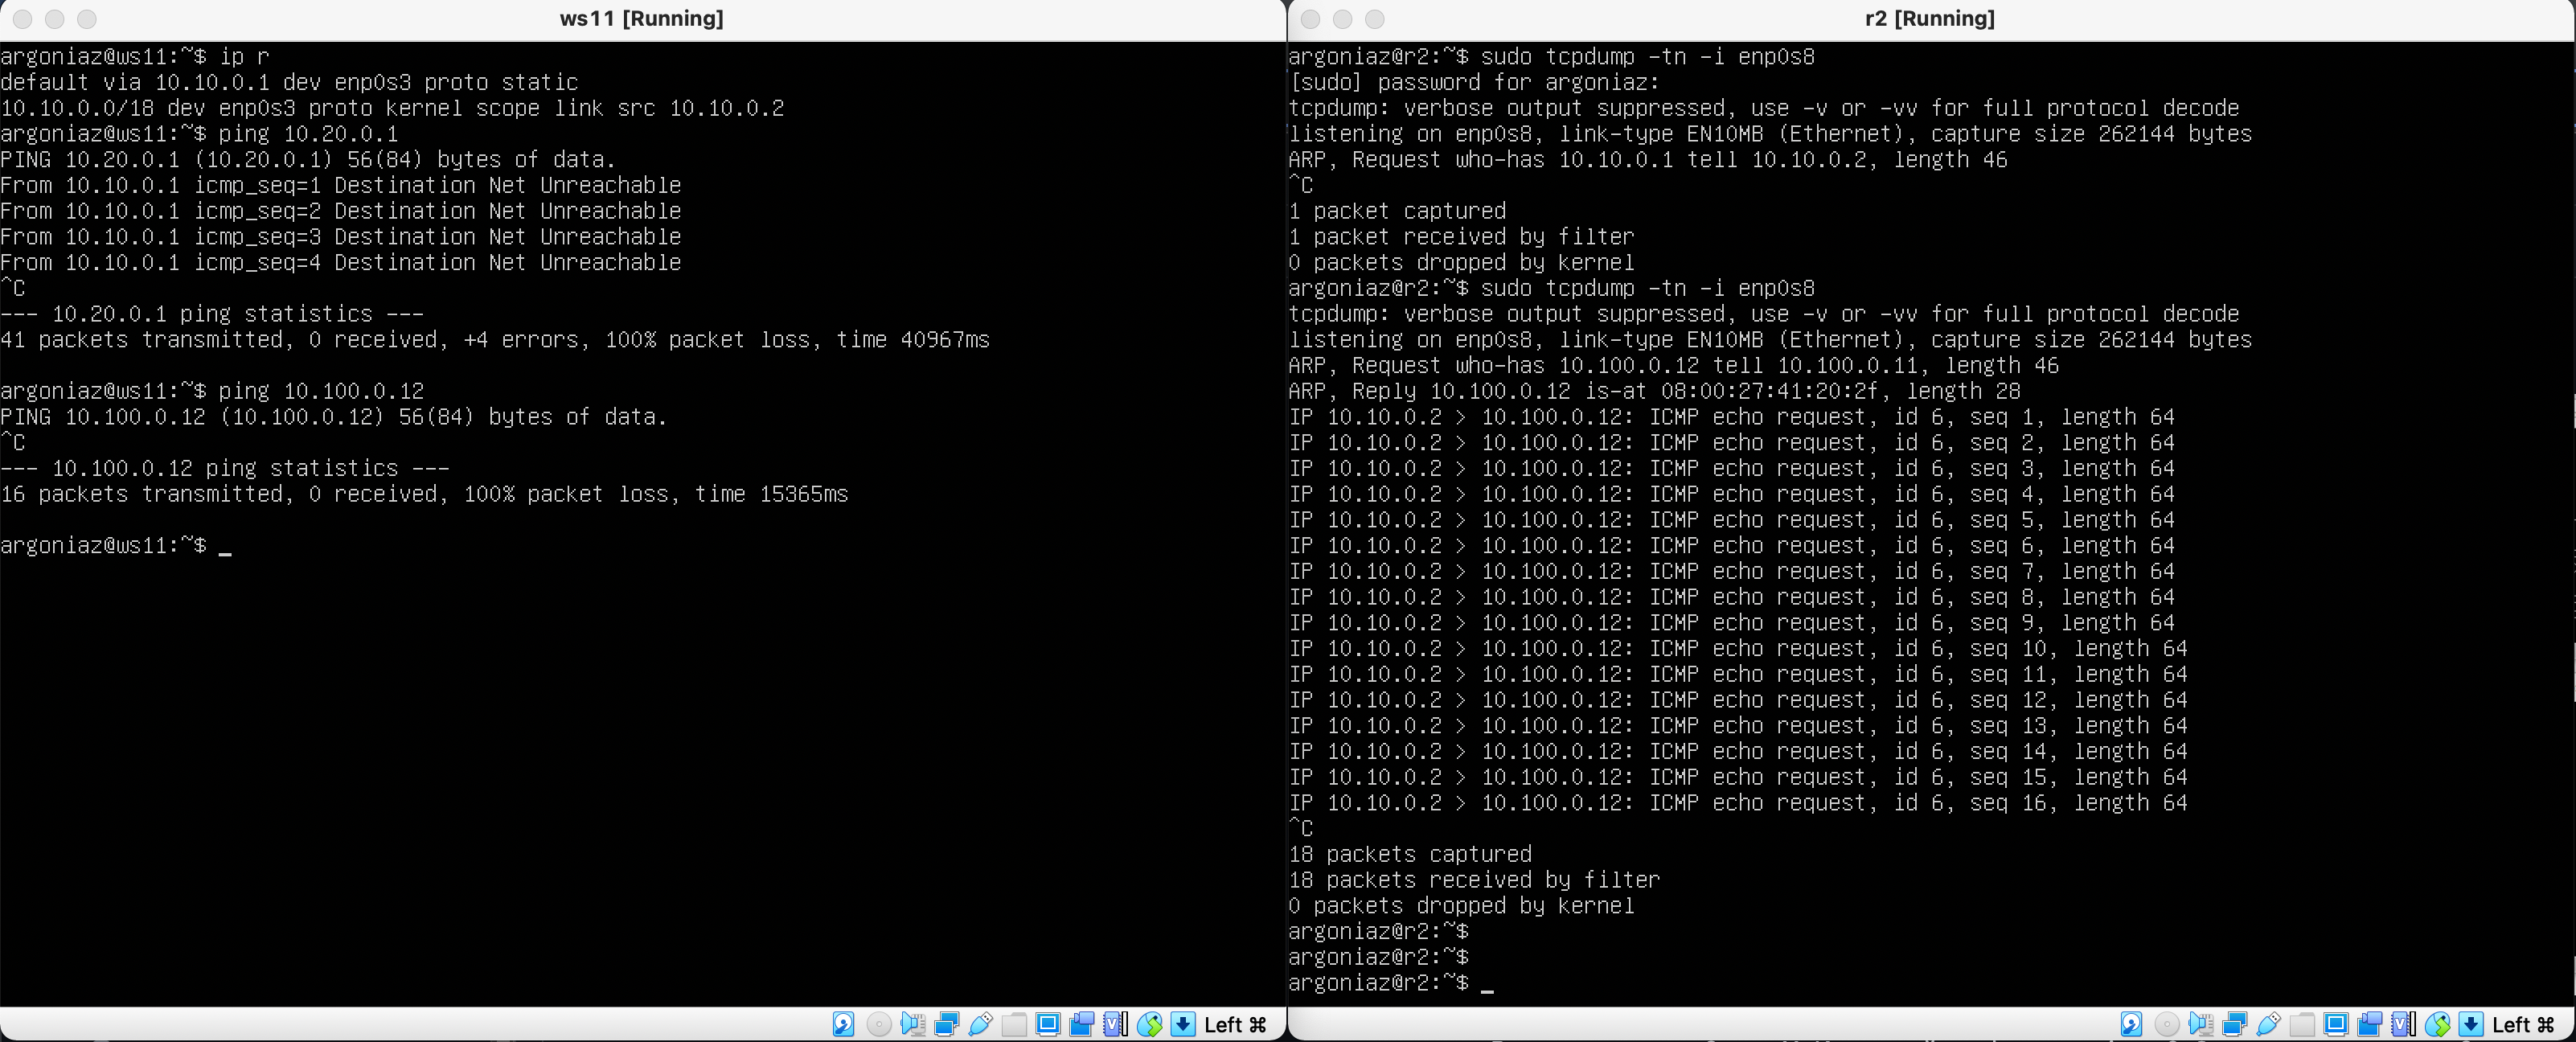 ws11 [Running]
argoniaz@ws11:~$ ip r
default via 10.10.0.1 dev enp0s3 proto static
10.10.0.0/18 dev enp0s3 proto kernel scope link src 10.10.0.2
argoniaz@ws11:~$ ping 10.20.0.1
PING 10.20.0.1 (10.20.0.1) 56(84) bytes of data.
From 10.10.0.1 icmp_seq=1 Destination Net Unreachable
From 10.10.0.1 icmp_seq=2 Destination Net Unreachable
From 10.10.0.1 icmp_seq=3 Destination Net Unreachable
From 10.10.0.1 icmp_seq=4 Destination Net Unreachable
^C
--- 10.20.0.1 ping statistics ---
41 packets transmitted, 0 received, +4 errors, 100% packet loss, time 40967ms
argoniaz@ws11:~$ ping 10.100.0.12
PING 10.100.0.12 (10.100.0.12) 56(84) bytes of data.
^C
--- 10.100.0.12 ping statistics ---
16 packets transmitted, 0 received, 100% packet loss, time 15365ms
argoniaz@ws11:~$ _
Left ⌘
r2 [Running]
argoniaz@r2:~$ sudo tcpdump -tn -i enp0s8
[sudo] password for argoniaz:
tcpdump: verbose output suppressed, use -v or -vv for full protocol decode
listening on enp0s8, link-type EN10MB (Ethernet), capture size 262144 bytes
ARP, Request who-has 10.10.0.1 tell 10.10.0.2, length 46
^C
1 packet captured
1 packet received by filter
0 packets dropped by kernel
argoniaz@r2:~$ sudo tcpdump -tn -i enp0s8
tcpdump: verbose output suppressed, use -v or -vv for full protocol decode
listening on enp0s8, link-type EN10MB (Ethernet), capture size 262144 bytes
ARP, Request who-has 10.100.0.12 tell 10.100.0.11, length 46
ARP, Reply 10.100.0.12 is-at 08:00:27:41:20:2f, length 28
IP 10.10.0.2 > 10.100.0.12: ICMP echo request, id 6, seq 1, length 64
IP 10.10.0.2 > 10.100.0.12: ICMP echo request, id 6, seq 2, length 64
IP 10.10.0.2 > 10.100.0.12: ICMP echo request, id 6, seq 3, length 64
IP 10.10.0.2 > 10.100.0.12: ICMP echo request, id 6, seq 4, length 64
IP 10.10.0.2 > 10.100.0.12: ICMP echo request, id 6, seq 5, length 64
IP 10.10.0.2 > 10.100.0.12: ICMP echo request, id 6, seq 6, length 64
IP 10.10.0.2 > 10.100.0.12: ICMP echo request, id 6, seq 7, length 64
IP 10.10.0.2 > 10.100.0.12: ICMP echo request, id 6, seq 8, length 64
IP 10.10.0.2 > 10.100.0.12: ICMP echo request, id 6, seq 9, length 64
IP 10.10.0.2 > 10.100.0.12: ICMP echo request, id 6, seq 10, length 64
IP 10.10.0.2 > 10.100.0.12: ICMP echo request, id 6, seq 11, length 64
IP 10.10.0.2 > 10.100.0.12: ICMP echo request, id 6, seq 12, length 64
IP 10.10.0.2 > 10.100.0.12: ICMP echo request, id 6, seq 13, length 64
IP 10.10.0.2 > 10.100.0.12: ICMP echo request, id 6, seq 14, length 64
IP 10.10.0.2 > 10.100.0.12: ICMP echo request, id 6, seq 15, length 64
IP 10.10.0.2 > 10.100.0.12: ICMP echo request, id 6, seq 16, length 64
^C
18 packets captured
18 packets received by filter
0 packets dropped by kernel
argoniaz@r2:~$
argoniaz@r2:~$
argoniaz@r2:~$ _
Left ⌘